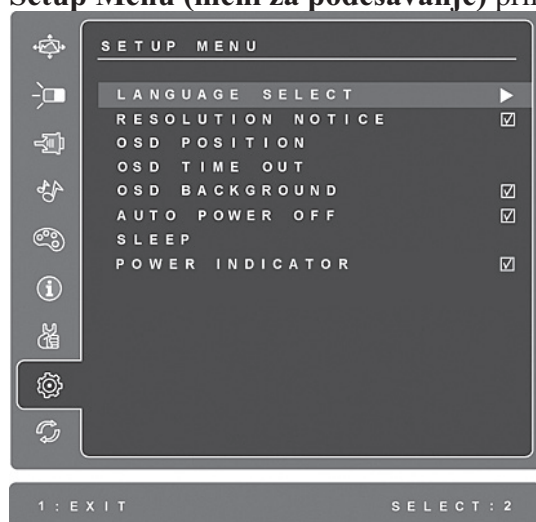 Setup Menu (meni za podešavanje)
SETUP MENU
LANGUAGE SELECT
RESOLUTION NOTICE
OSD POSITION
OSD TIME OUT
OSD BACKGROUND
AUTO POWER OFF
SLEEP
POWER INDICATOR
1:EXIT SELECT:2